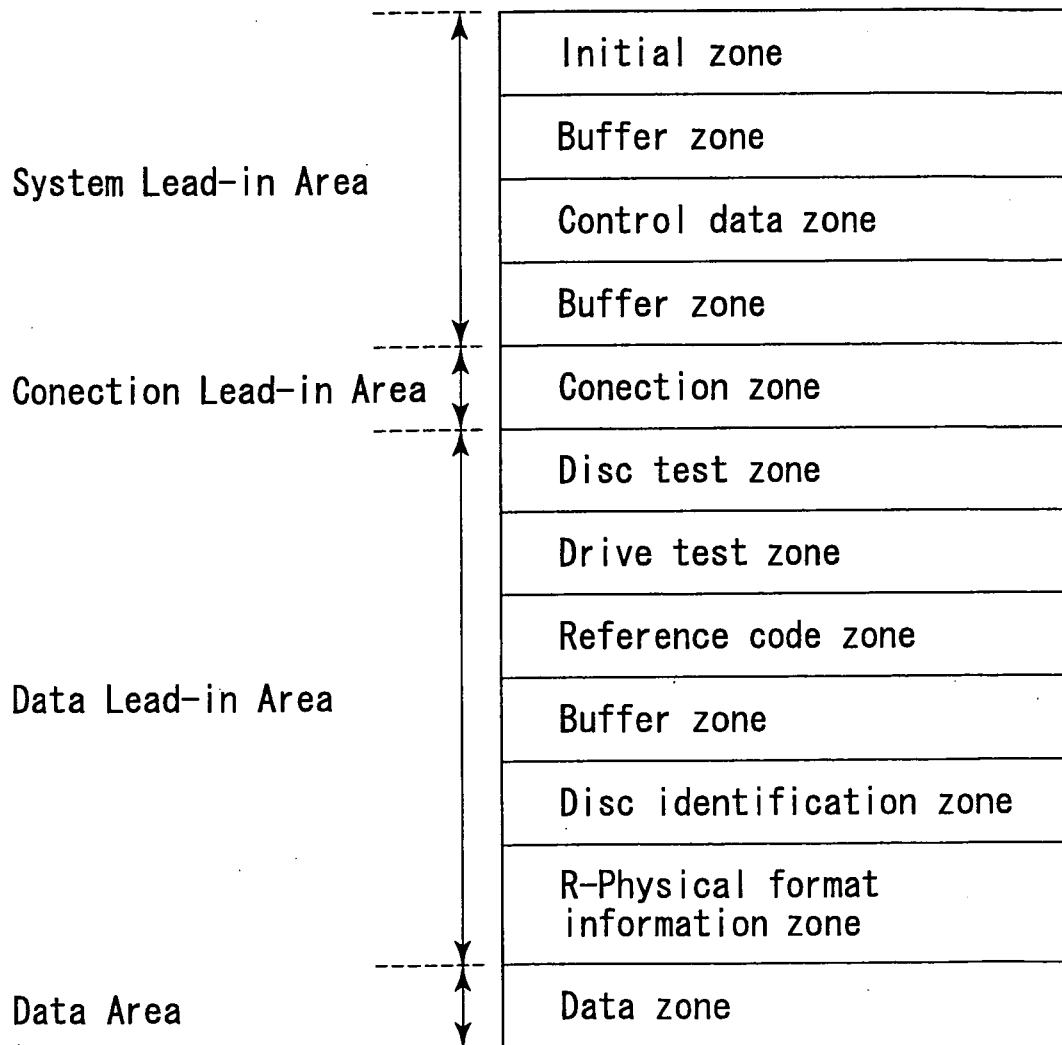 Initial zone
Buffer zone
System Lead-in Area
Control data zone
Buffer zone
Conection Lead-in Area
Conection zone
Disc test zone
Drive test zone
Reference code zone
Data Lead-in Area
Buffer zone
Disc identification zone
R-Physical format
information zone
Data Area
Data zone